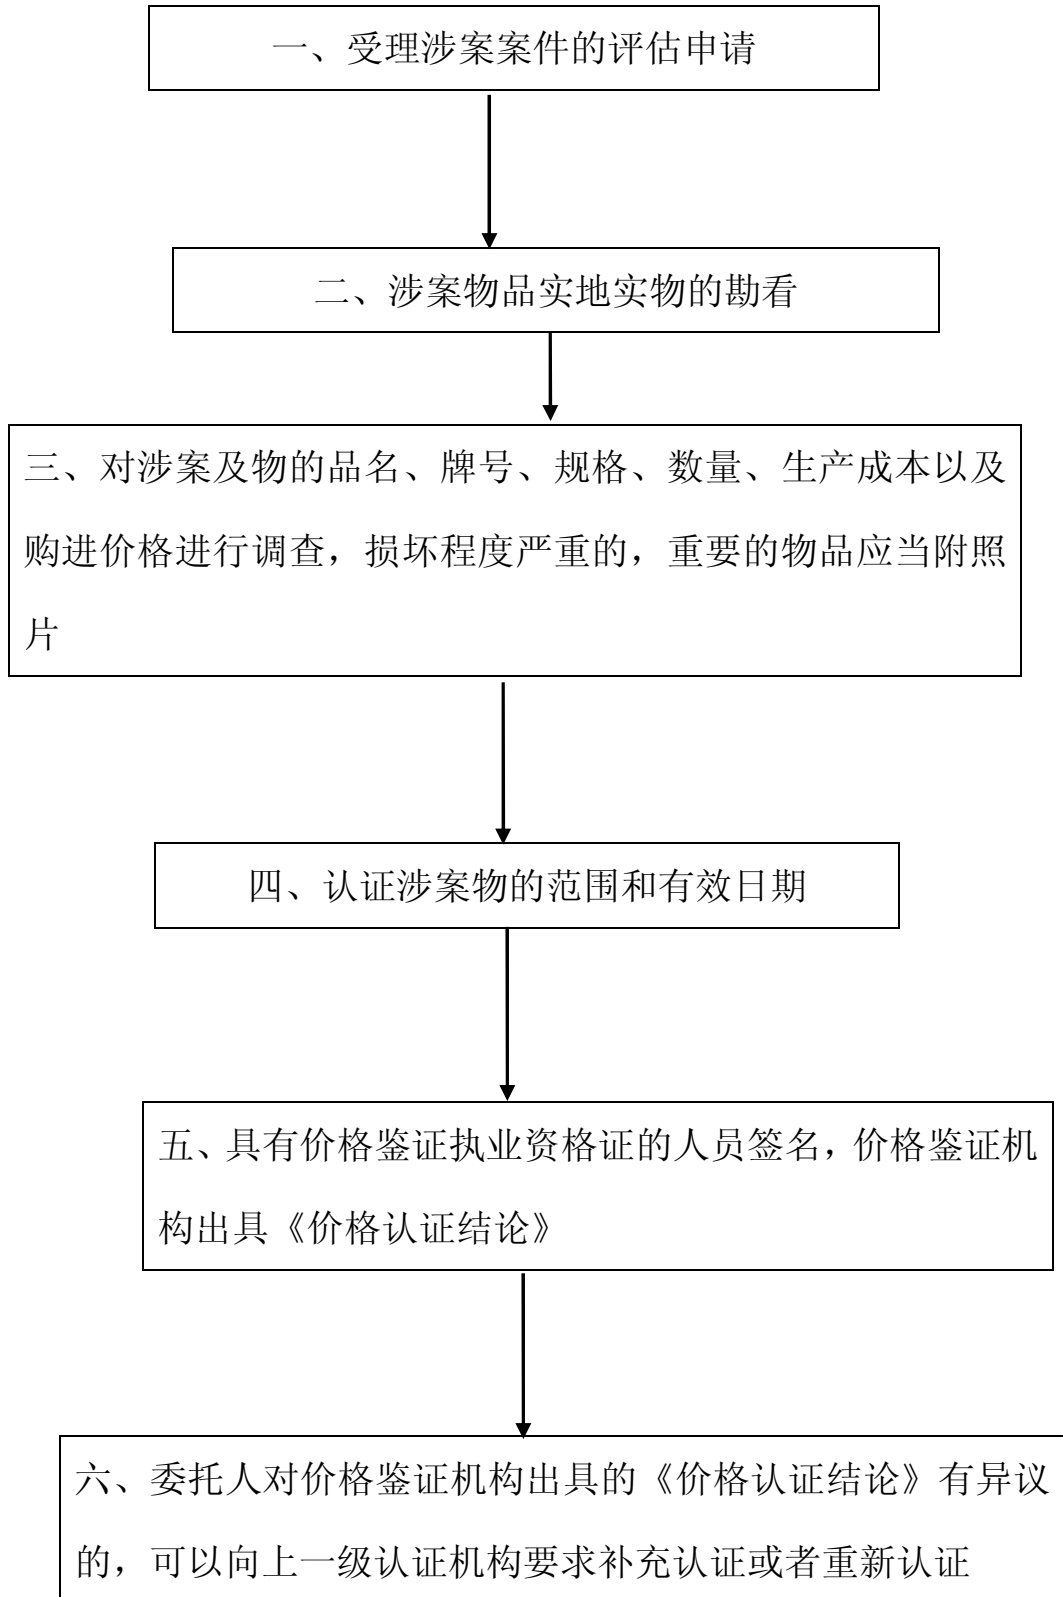 一、受理涉案案件的评估申请
二、涉案物品实地实物的勘看
三、对涉案及物的品名、牌号、规格、数量、生产成本以及
购进价格进行调查，损坏程度严重的，重要的物品应当附照
片
四、认证涉案物的范围和有效日期
五、具有价格鉴证执业资格证的人员签名，价格鉴证机
构出具《价格认证结论》
六、委托人对价格鉴证机构出具的《价格认证结论》有异议
的，可以向上一级认证机构要求补充认证或者重新认证